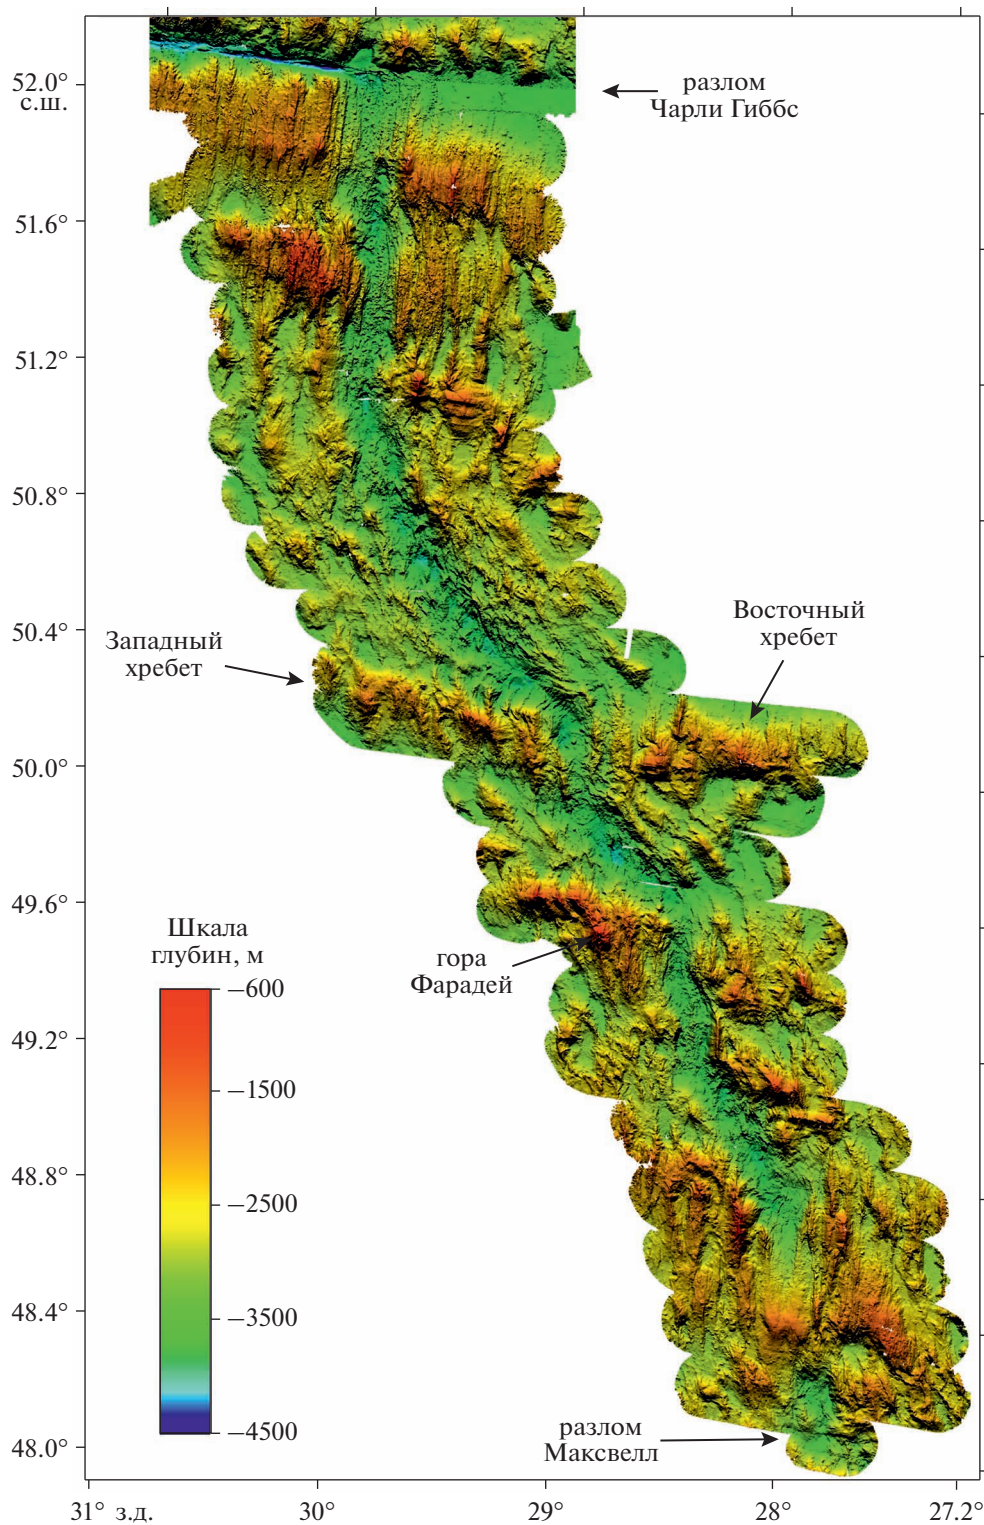 52.0°
с.ш.
разлом
Чарли Гиббс
51.6°
51.2°
50.8°
50.4°
Западный
хребет
Восточный
хребет
50.0°
49.6°
гора
Фарадей
Шкала
глубин, м
−600
−1500
−2500
−3500
−4500
49.2°
48.8°
48.4°
48.0°
разлом
Максвелл
31° з.д.
30°
29°
28°
27.2°